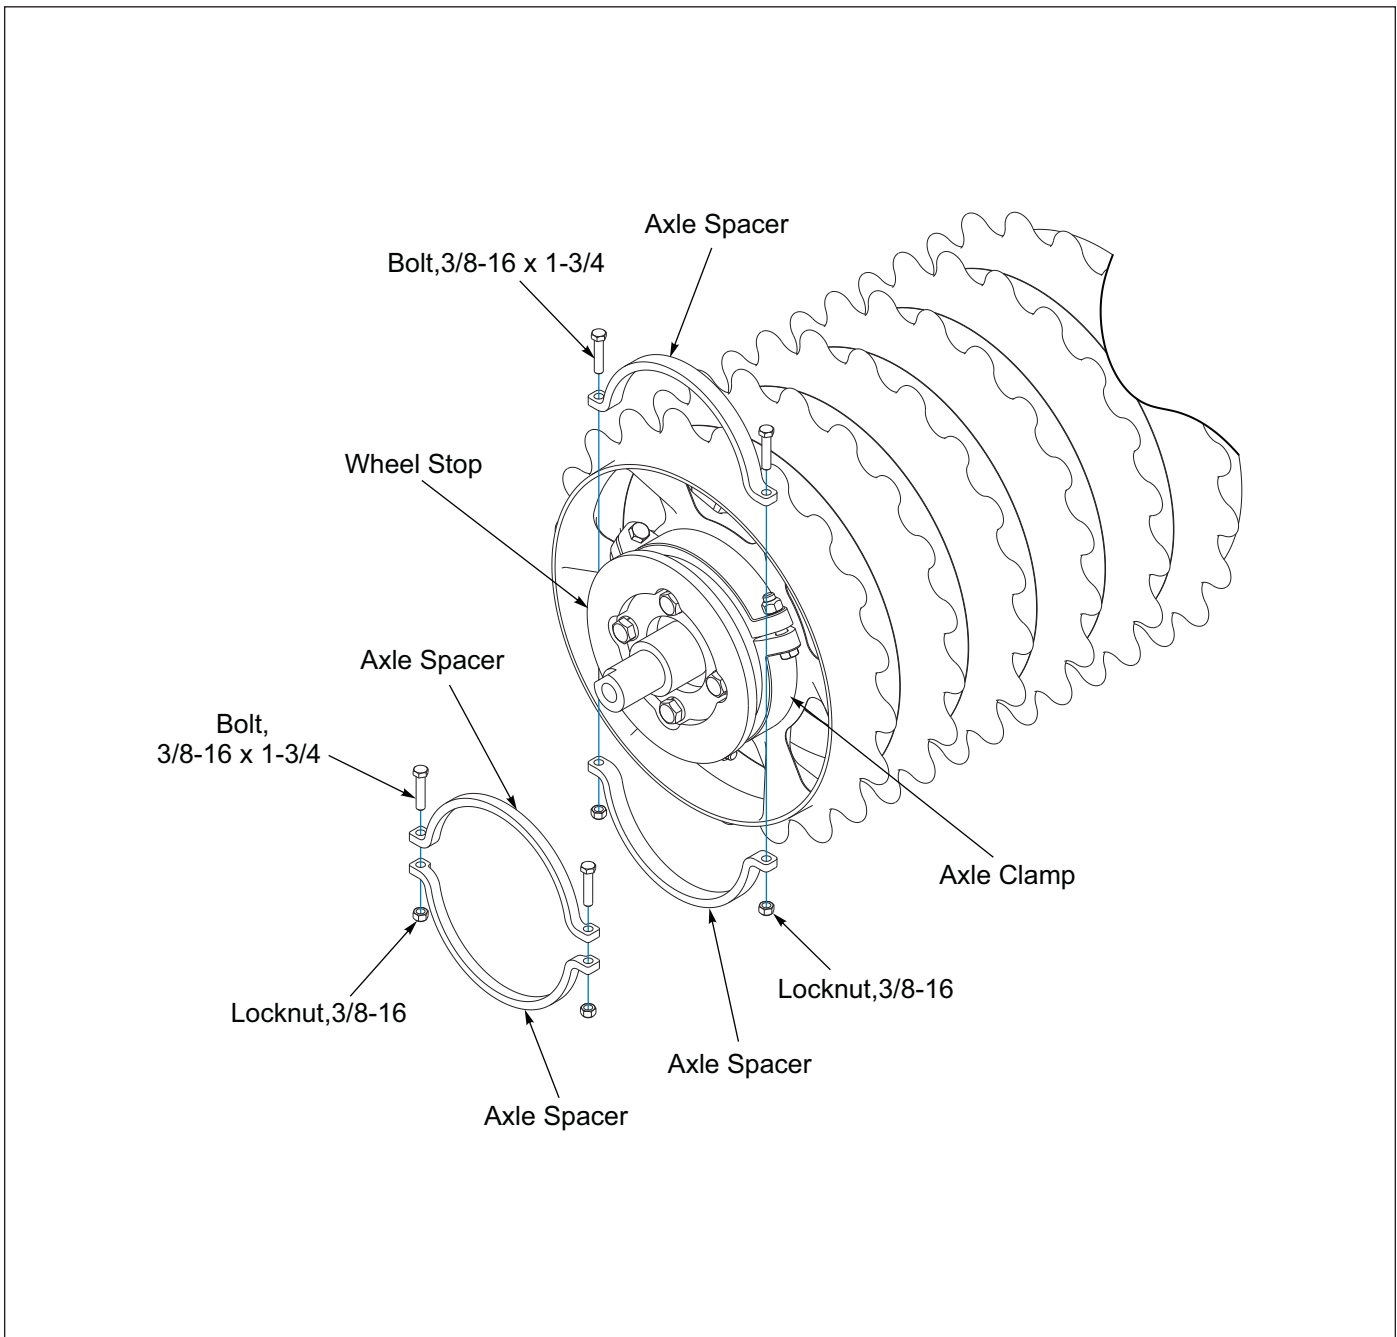 Axle Spacer
Bolt,3/8-16 x 1-3/4
Wheel Stop
Axle Spacer
Bolt,
3/8-16 x 1-3/4
Axle Clamp
Locknut,3/8-16
Locknut,3/8-16
Axle Spacer
Axle Spacer